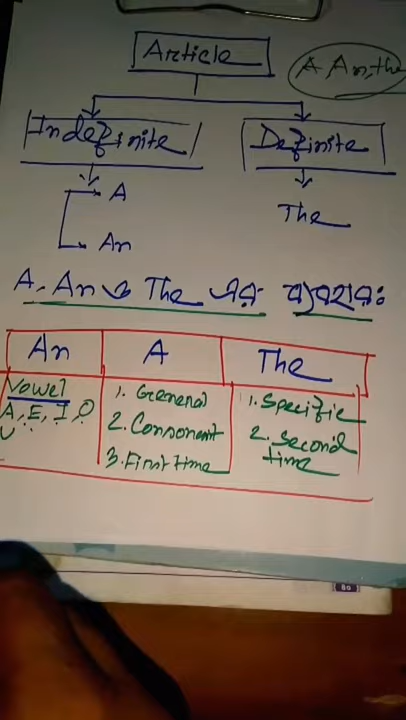 Article
A An, the
Indefinite
Definite
A
The
An
A, An ও The এর ব্যবহার:
An
A
The
Vowel
A, E, I, O
U
1. General
2. Consonant
3. First time
1. Specific
2. Second
time
80